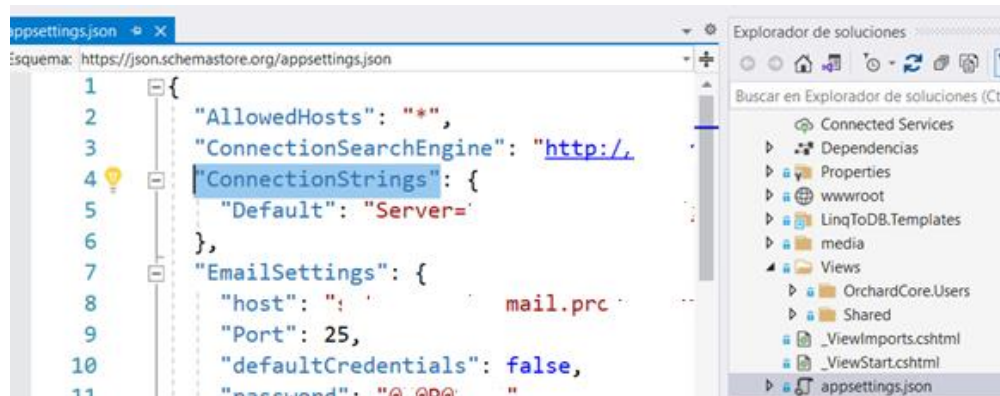 appsettings.json
Explorador de soluciones
Esquema: https://json.schemastore.org/appsettings.json
Buscar en Explorador de soluciones (Ct
1 {
2 "AllowedHosts": "*",
3 "ConnectionSearchEngine": "http:/,
4 "ConnectionStrings": {
5 "Default": "Server=
6 },
7 "EmailSettings": {
8 "host": " mail.prc
9 "Port": 25,
10 "defaultCredentials": false,
11 "password":
Connected Services
Dependencias
Properties
wwwroot
LinqToDB.Templates
media
Views
OrchardCore.Users
Shared
_ViewImports.cshtml
_ViewStart.cshtml
appsettings.json